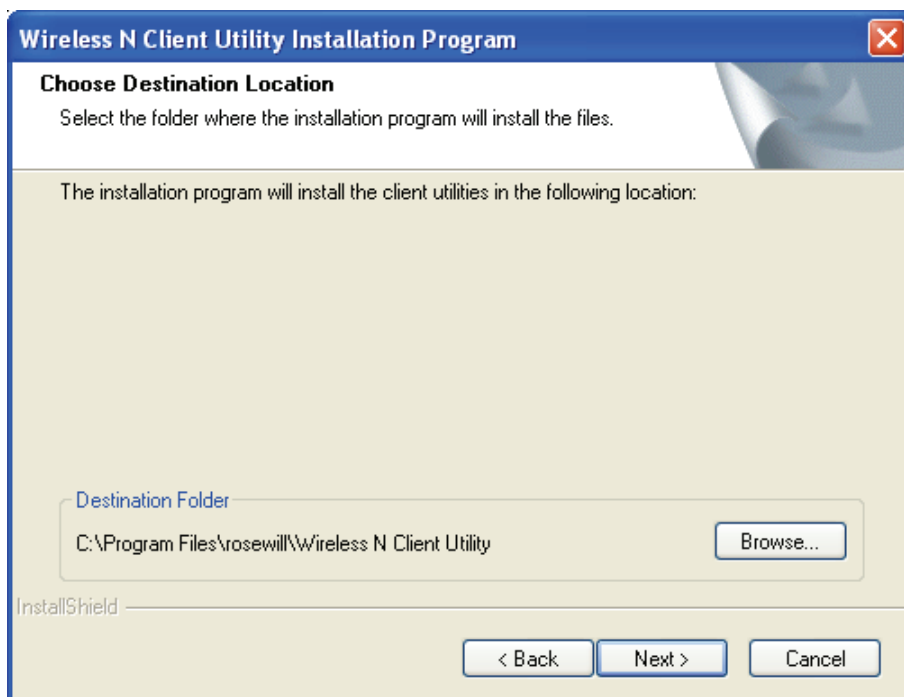 Wireless N Client Utility Installation Program
Choose Destination Location
Select the folder where the installation program will install the files.
The installation program will install the client utilities in the following location:
Destination Folder
C:\Program Files\rosewill\Wireless N Client Utility
Browse...
InstallShield
< Back
Next >
Cancel